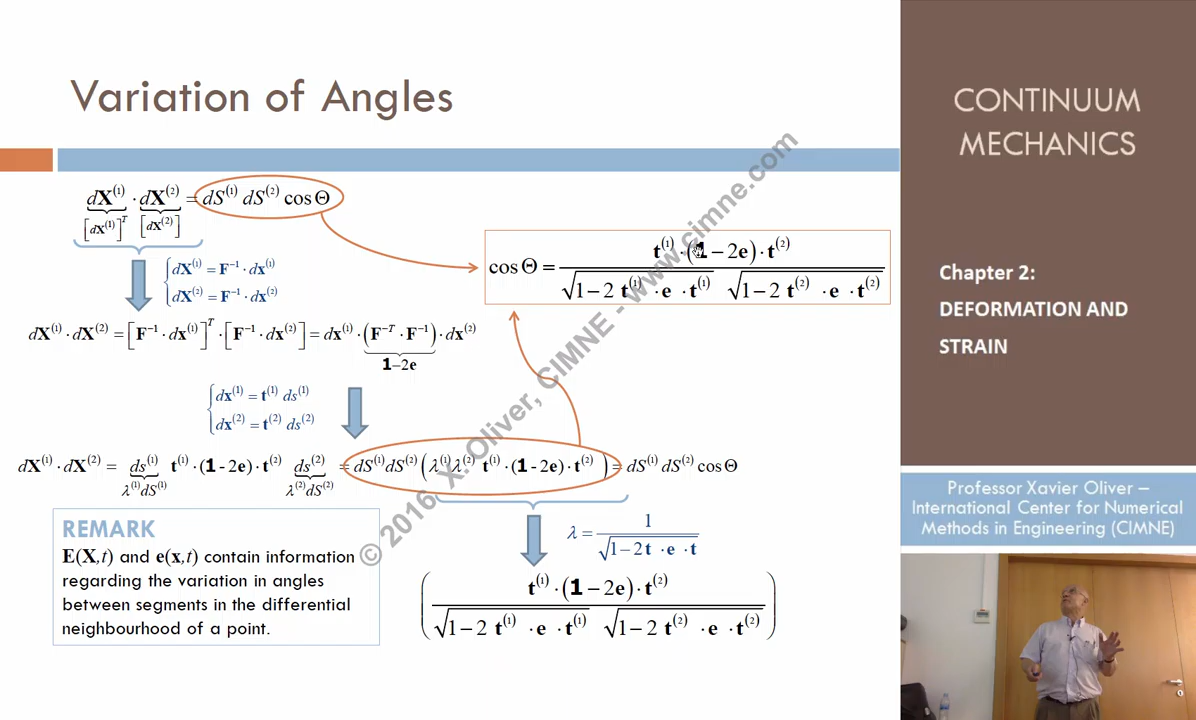 Variation of Angles
dX⁽¹⁾ · dX⁽²⁾ = dS⁽¹⁾ dS⁽²⁾ cos Θ
[dX⁽¹⁾]ᵀ [dX⁽²⁾]
{ dX⁽¹⁾ = F⁻¹ · dx⁽¹⁾
dX⁽²⁾ = F⁻¹ · dx⁽²⁾
cos Θ = t⁽¹⁾ · (1 − 2e) · t⁽²⁾ / √(1 − 2 t⁽¹⁾ · e · t⁽¹⁾) √(1 − 2 t⁽²⁾ · e · t⁽²⁾)
dX⁽¹⁾ · dX⁽²⁾ = [F⁻¹ · dx⁽¹⁾]ᵀ · [F⁻¹ · dx⁽²⁾] = dx⁽¹⁾ · (F⁻ᵀ · F⁻¹) · dx⁽²⁾
1−2e
{ dx⁽¹⁾ = t⁽¹⁾ ds⁽¹⁾
dx⁽²⁾ = t⁽²⁾ ds⁽²⁾
dX⁽¹⁾ · dX⁽²⁾ = ds⁽¹⁾ t⁽¹⁾ · (1 - 2e) · t⁽²⁾ ds⁽²⁾ = dS⁽¹⁾dS⁽²⁾ (λ⁽¹⁾λ⁽²⁾ t⁽¹⁾ · (1 - 2e) · t⁽²⁾) = dS⁽¹⁾ dS⁽²⁾ cos Θ
λ⁽¹⁾dS⁽¹⁾ λ⁽²⁾dS⁽²⁾
λ = 1 / √(1 − 2t · e · t)
(t⁽¹⁾ · (1 − 2e) · t⁽²⁾ / √(1 − 2 t⁽¹⁾ · e · t⁽¹⁾) √(1 − 2 t⁽²⁾ · e · t⁽²⁾))
REMARK
E(X,t) and e(x,t) contain information
regarding the variation in angles
between segments in the differential
neighbourhood of a point.
© 2016, X. Oliver, CIMNE - www.cimne.com
CONTINUUM
MECHANICS
Chapter 2:
DEFORMATION AND
STRAIN
Professor Xavier Oliver –
International Center for Numerical
Methods in Engineering (CIMNE)